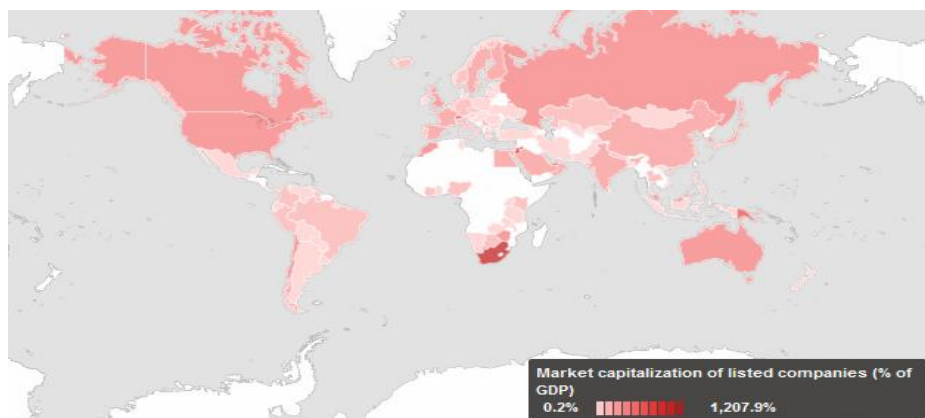 Market capitalization of listed companies (% of
GDP)
0.2% 1,207.9%